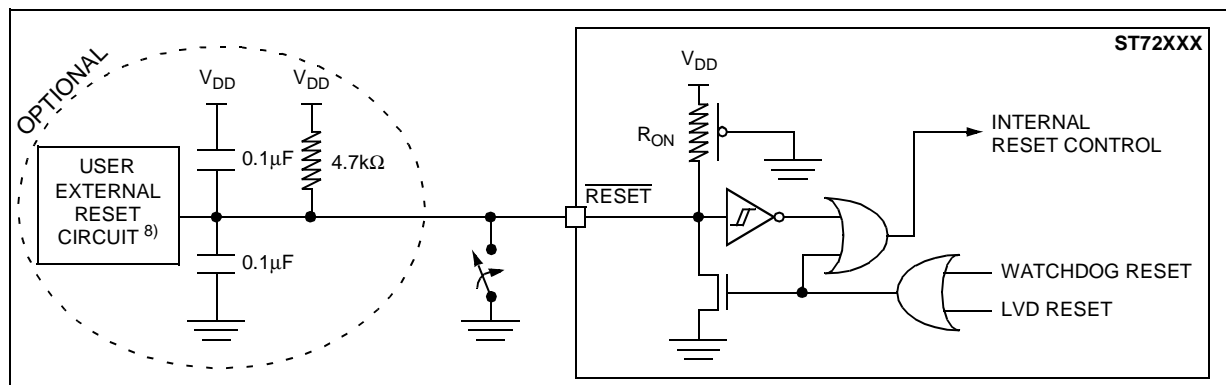 OPTIONAL
USER
EXTERNAL
RESET
CIRCUIT 8)
VDD
0.1μF
0.1μF
VDD
4.7kΩ
RESET
ST72XXX
VDD
RON
INTERNAL
RESET CONTROL
WATCHDOG RESET
LVD RESET